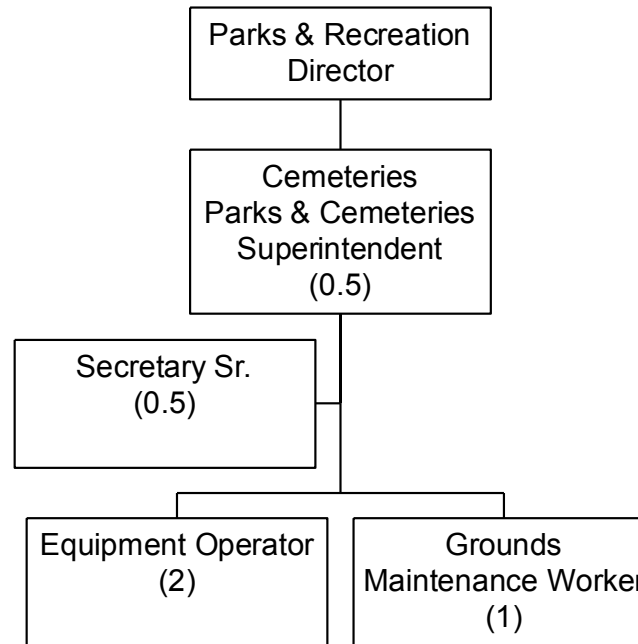 Parks & Recreation
Director
Cemeteries
Parks & Cemeteries
Superintendent
(0.5)
Secretary Sr.
(0.5)
Equipment Operator
(2)
Grounds
Maintenance Worker
(1)